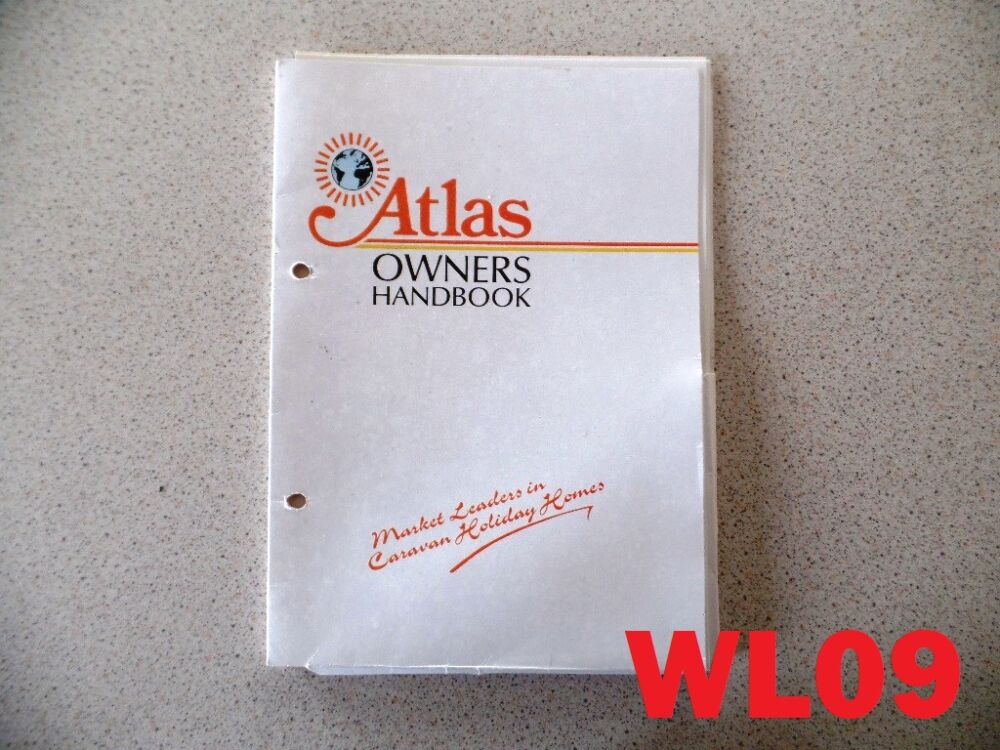 Atlas
OWNERS
HANDBOOK
Market Leaders in
Caravan Holiday Homes
WL09